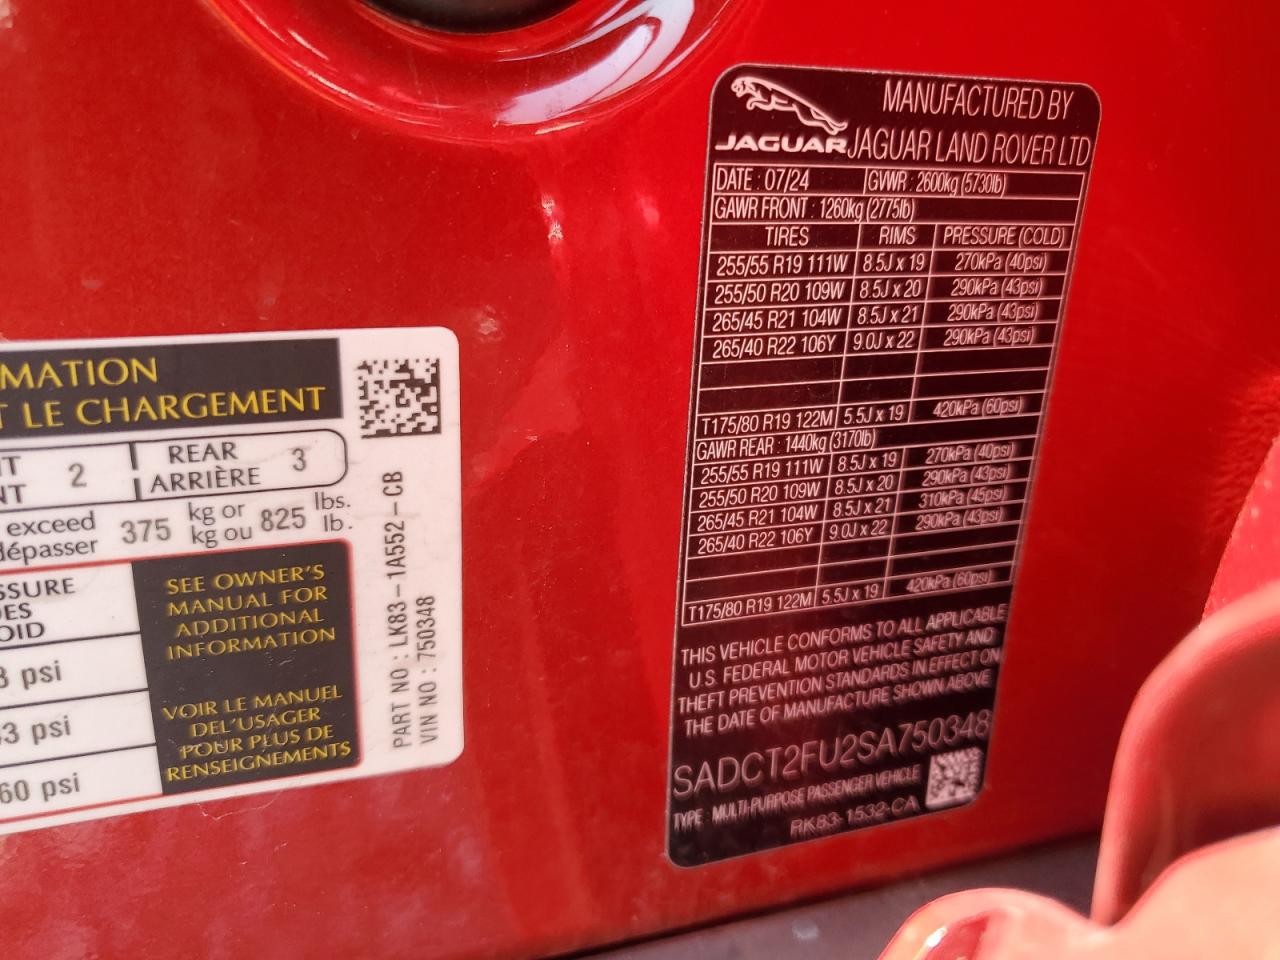 MATION
T LE CHARGEMENT
2
REAR
ARRIÈRE
3
exceed
dépasser
375
kg or
kg ou
825
lbs.
lb.
SEE OWNER'S
MANUAL FOR
ADDITIONAL
INFORMATION
VOIR LE MANUEL
DEL'USAGER
POUR PLUS DE
RENSEIGNEMENTS
psi
3 psi
60 psi
PART NO : LK83-1A552-CB
VIN NO : 750348
JAGUAR
MANUFACTURED BY
JAGUAR LAND ROVER LTD
DATE : 07/24 GVWR : 2600kg (5730lb)
GAWR FRONT : 1260kg (2775lb)
TIRES RIMS PRESSURE (COLD)
255/55 R19 111W 8.5J x 19 270kPa (40psi)
255/50 R20 109W 8.5J x 20 290kPa (43psi)
265/45 R21 104W 8.5J x 21 290kPa (43psi)
265/40 R22 106Y 9.0J x 22 290kPa (43psi)
T175/80 R19 122M 5.5J x 19 420kPa (60psi)
GAWR REAR : 1440kg (3170lb)
255/55 R19 111W 8.5J x 19 270kPa (40psi)
255/50 R20 109W 8.5J x 20 290kPa (43psi)
265/45 R21 104W 8.5J x 21 310kPa (45psi)
265/40 R22 106Y 9.0J x 22 290kPa (43psi)
T175/80 R19 122M 5.5J x 19 420kPa (60psi)
THIS VEHICLE CONFORMS TO ALL APPLICABLE
U.S. FEDERAL MOTOR VEHICLE SAFETY AND
THEFT PREVENTION STANDARDS IN EFFECT ON
THE DATE OF MANUFACTURE SHOWN ABOVE
SADCT2FU2SA750348
TYPE : MULTI-PURPOSE PASSENGER VEHICLE
RK83-1532-CA